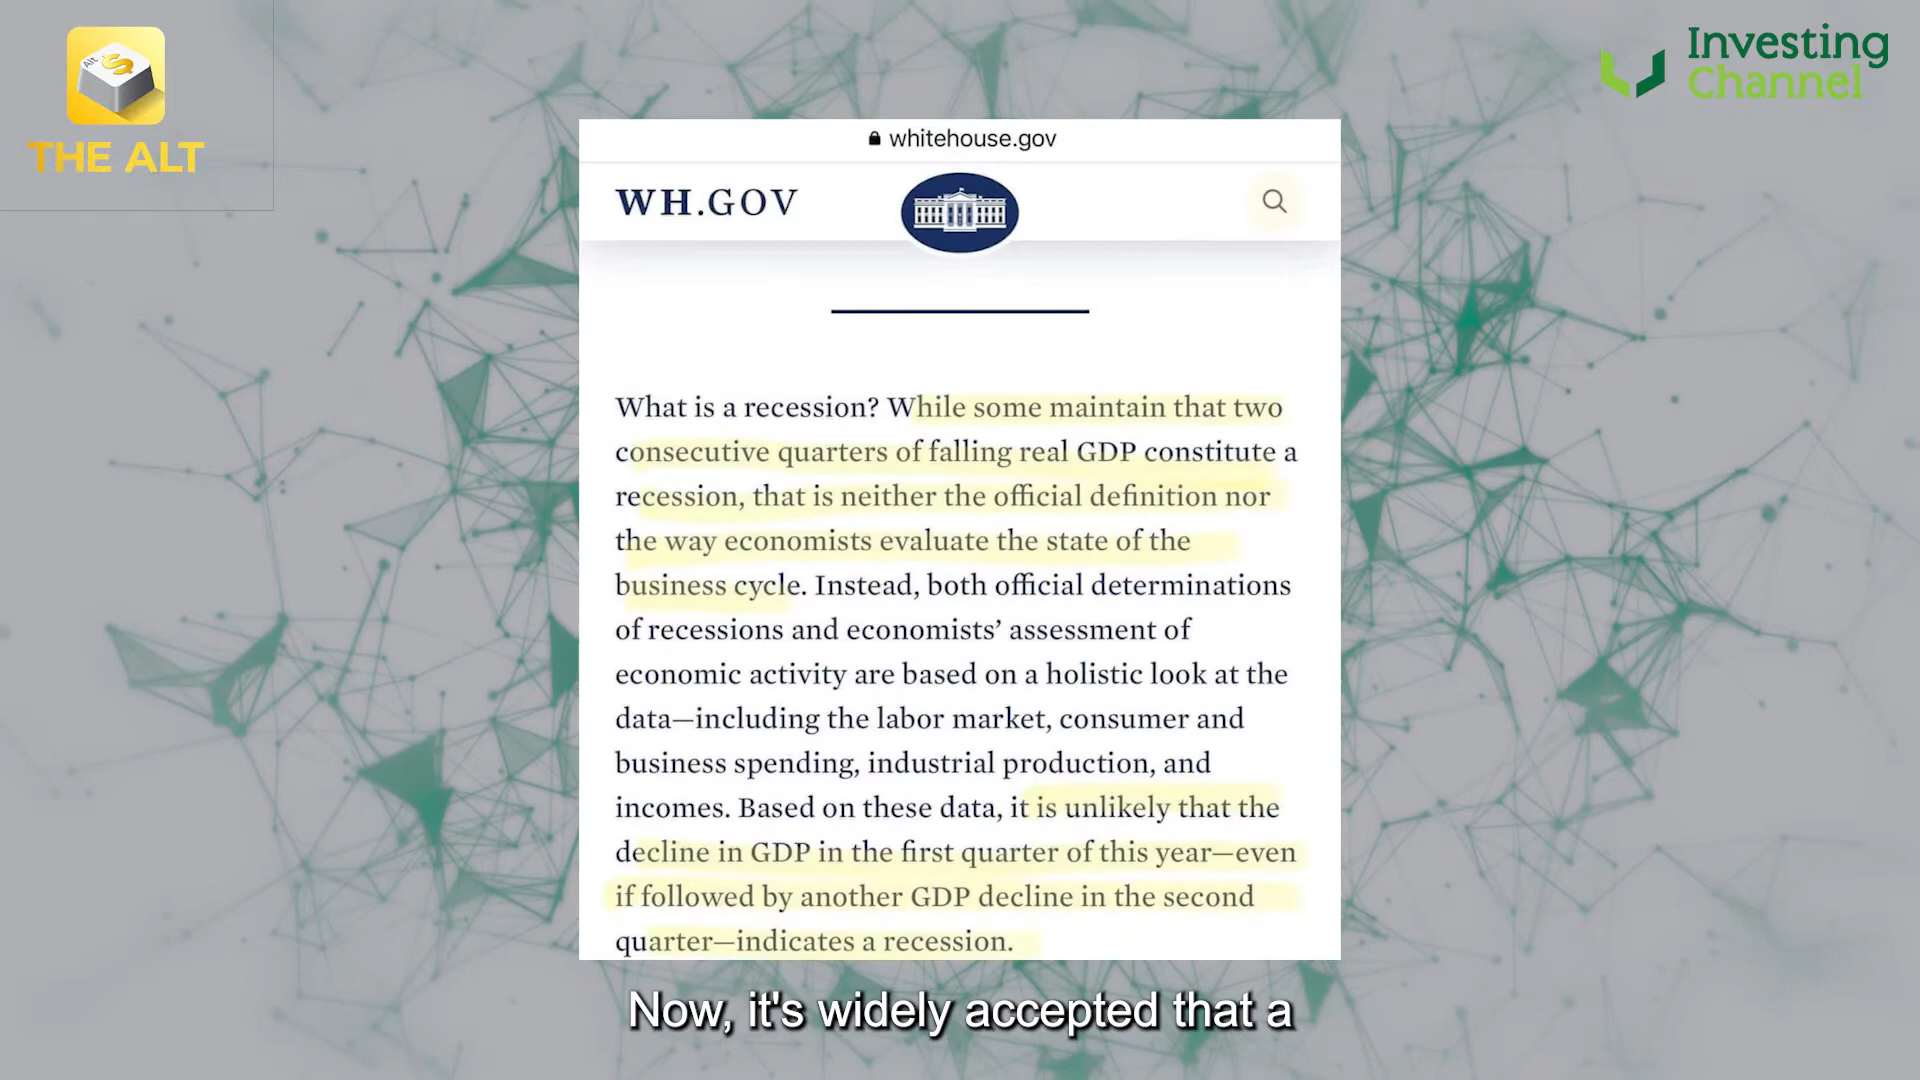 Alt
THE ALT
Investing
Channel
whitehouse.gov
WH.GOV
What is a recession? While some maintain that two
consecutive quarters of falling real GDP constitute a
recession, that is neither the official definition nor
the way economists evaluate the state of the
business cycle. Instead, both official determinations
of recessions and economists’ assessment of
economic activity are based on a holistic look at the
data—including the labor market, consumer and
business spending, industrial production, and
incomes. Based on these data, it is unlikely that the
decline in GDP in the first quarter of this year—even
if followed by another GDP decline in the second
quarter—indicates a recession.
Now, it's widely accepted that a